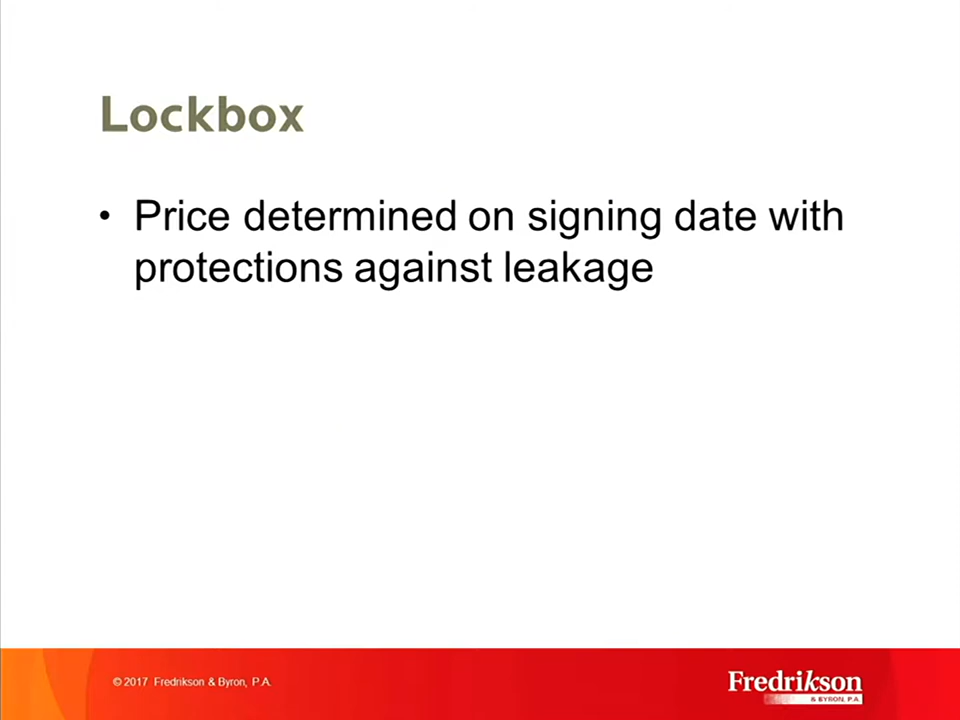 Lockbox
• Price determined on signing date with
protections against leakage
© 2017 Fredrikson & Byron, P.A.
Fredrikson
& BYRON, P.A.